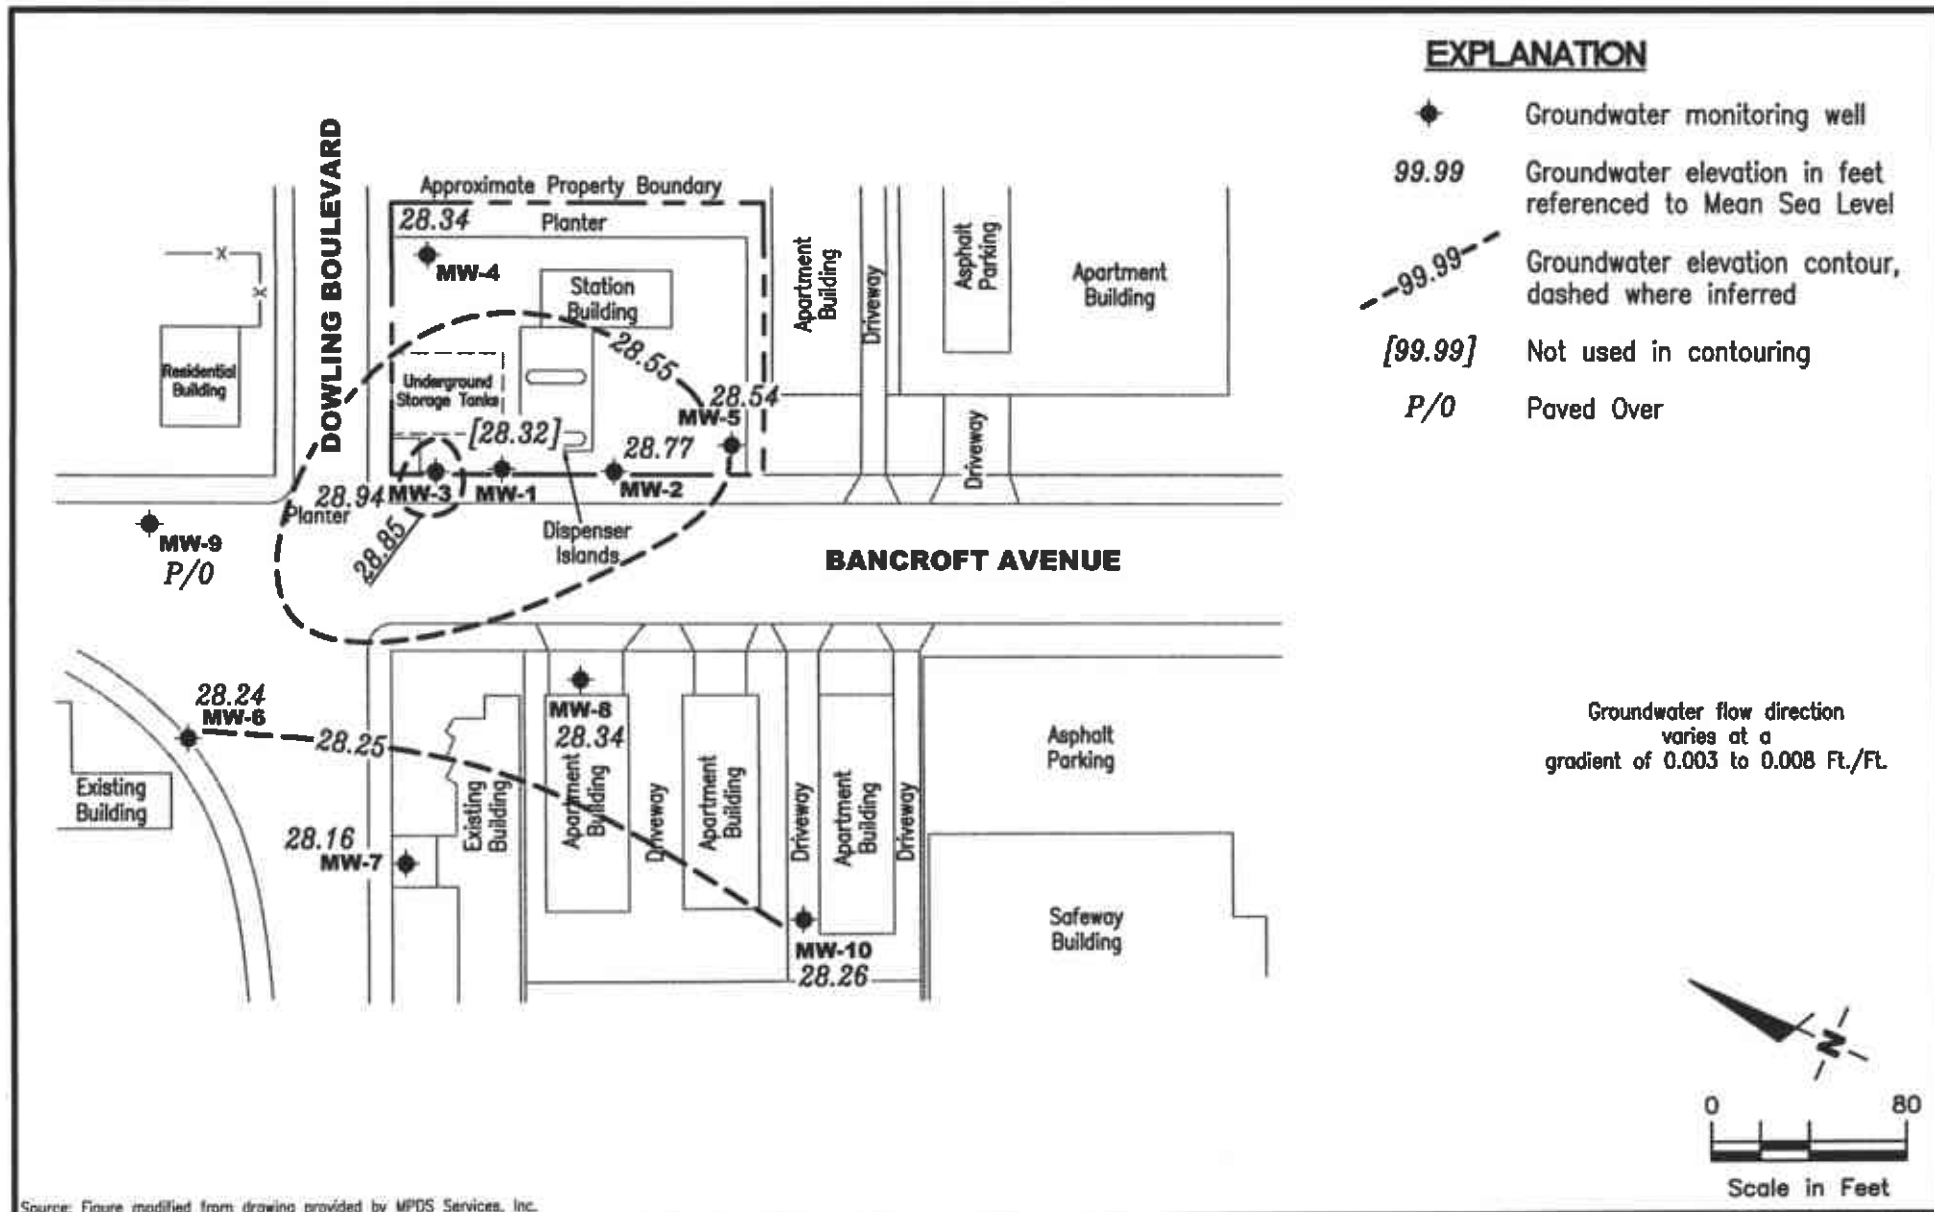 EXPLANATION
Groundwater monitoring well
99.99 Groundwater elevation in feet
referenced to Mean Sea Level
99.99 Groundwater elevation contour,
dashed where inferred
[99.99] Not used in contouring
P/O Paved Over
DOWLING BOULEVARD
Approximate Property Boundary
28.34
Planter
MW-4
Station
Building
28.55
Underground
Storage Tanks
[28.32]
28.54
MW-5
28.77
MW-3
MW-1
MW-2
28.94
Planter
28.85
Dispenser
Islands
Residential
Building
x
x
MW-9
P/O
Apartment
Building
Driveway
Asphalt
Parking
Apartment
Building
Driveway
BANCROFT AVENUE
28.24
MW-6
28.25
Existing
Building
28.16
MW-7
Existing
Building
MW-8
28.34
Apartment
Building
Driveway
Apartment
Building
Driveway
Apartment
Building
Driveway
MW-10
28.26
Asphalt
Parking
Safeway
Building
Groundwater flow direction
varies at a
gradient of 0.003 to 0.008 Ft./Ft.
N
0 80
Scale in Feet
Source: Figure modified from drawing provided by MPDS Services, Inc.